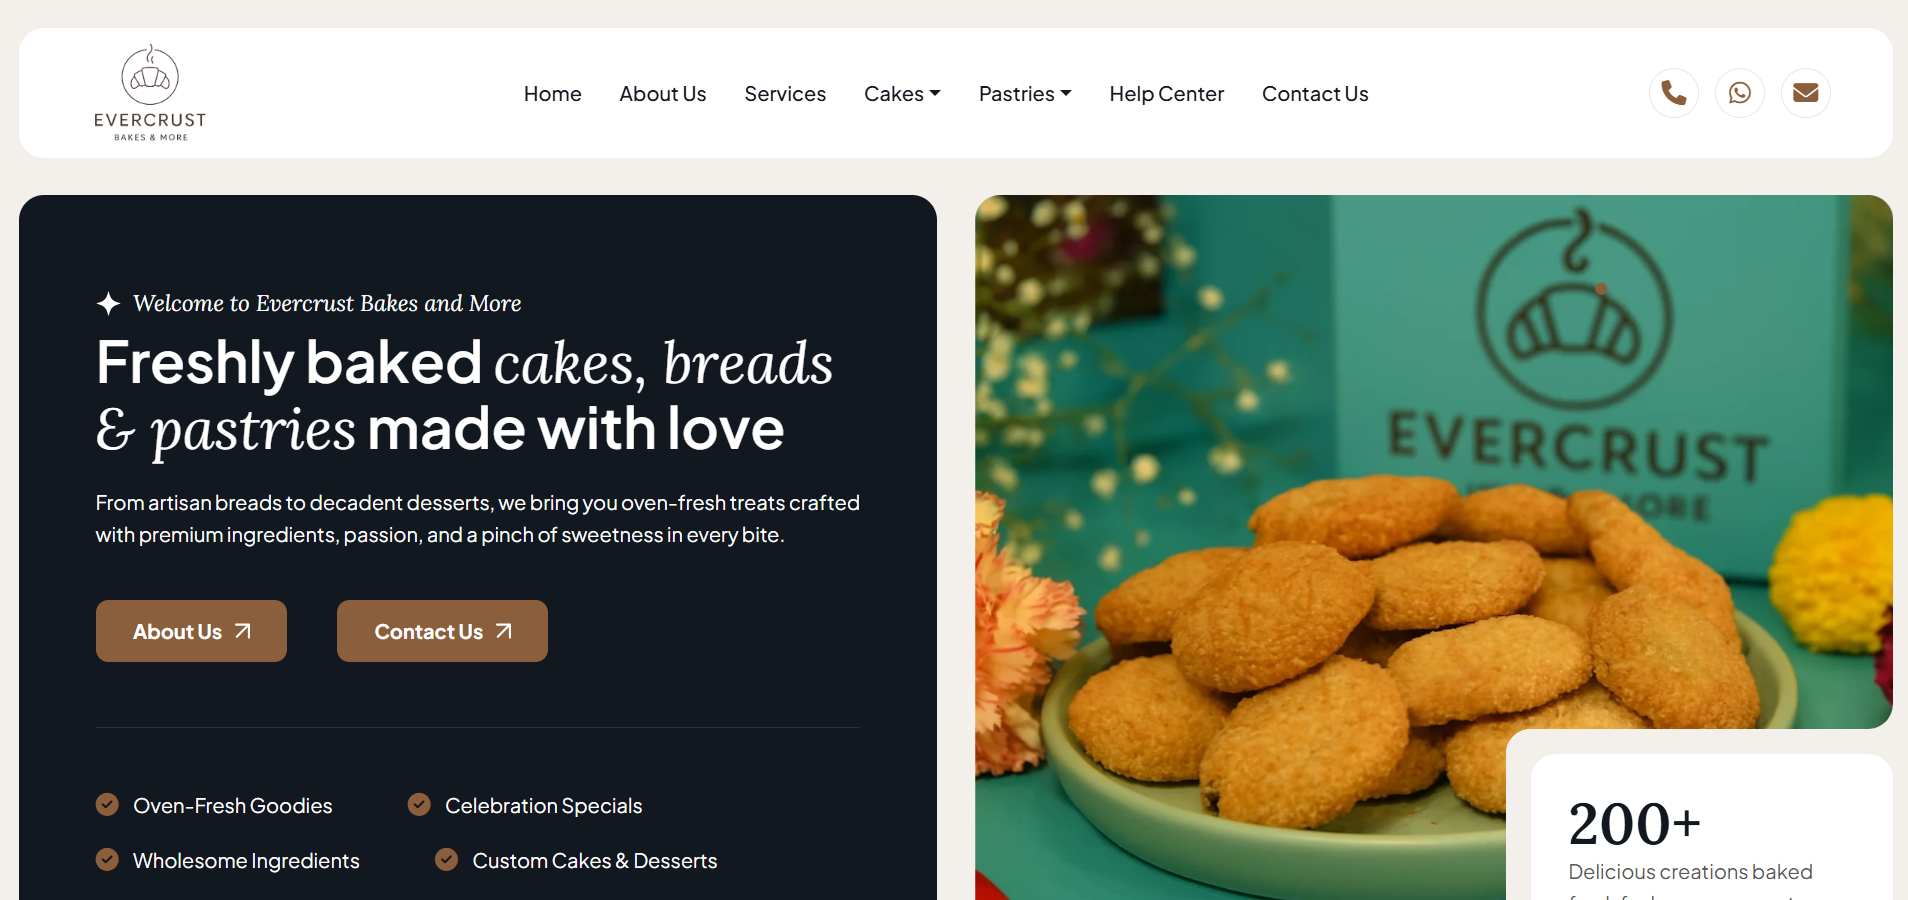 EVERCRUST
BAKES & MORE
Home About Us Services Cakes Pastries Help Center Contact Us
Welcome to Evercrust Bakes and More
Freshly baked cakes, breads
& pastries made with love
From artisan breads to decadent desserts, we bring you oven-fresh treats crafted
with premium ingredients, passion, and a pinch of sweetness in every bite.
About Us Contact Us
Oven-Fresh Goodies Celebration Specials
Wholesome Ingredients Custom Cakes & Desserts
EVERCRUST
MORE
200+
Delicious creations baked